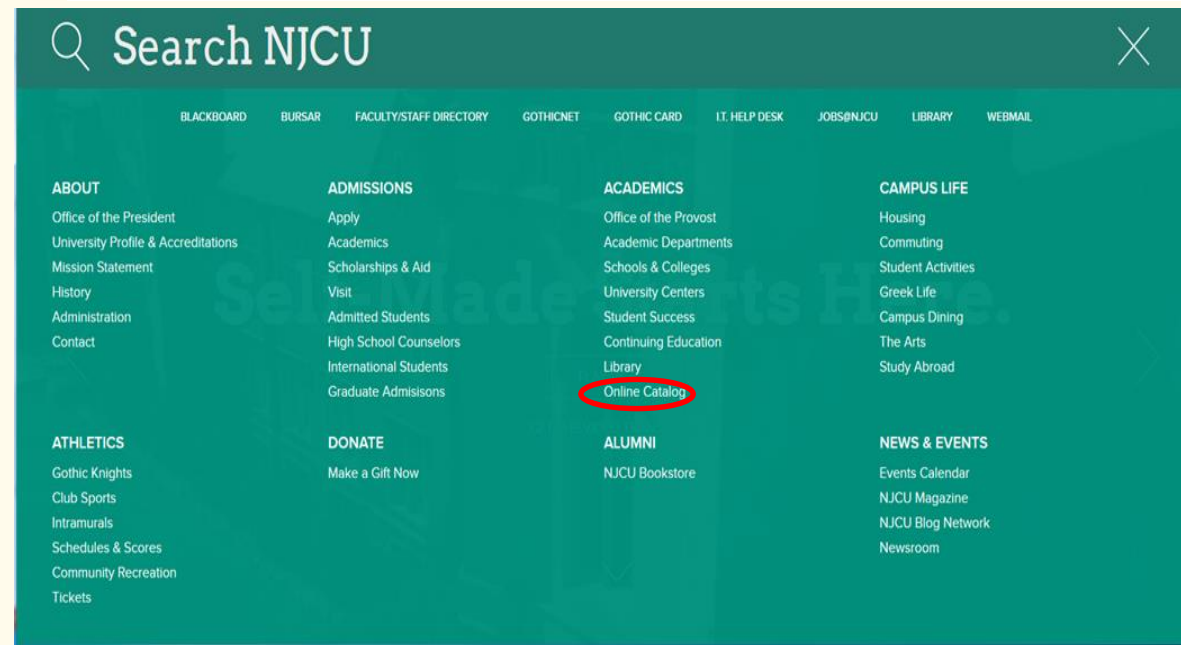 Search NJCU
BLACKBOARD BURSAR FACULTY/STAFF DIRECTORY GOTHICNET GOTHIC CARD I.T. HELP DESK JOBS@NJCU LIBRARY WEBMAIL
ABOUT
Office of the President
University Profile & Accreditations
Mission Statement
History
Administration
Contact
ADMISSIONS
Apply
Academics
Scholarships & Aid
Visit
Admitted Students
High School Counselors
International Students
Graduate Admisisons
ACADEMICS
Office of the Provost
Academic Departments
Schools & Colleges
University Centers
Student Success
Continuing Education
Library
Online Catalog
CAMPUS LIFE
Housing
Commuting
Student Activities
Greek Life
Campus Dining
The Arts
Study Abroad
ATHLETICS
Gothic Knights
Club Sports
Intramurals
Schedules & Scores
Community Recreation
Tickets
DONATE
Make a Gift Now
ALUMNI
NJCU Bookstore
NEWS & EVENTS
Events Calendar
NJCU Magazine
NJCU Blog Network
Newsroom